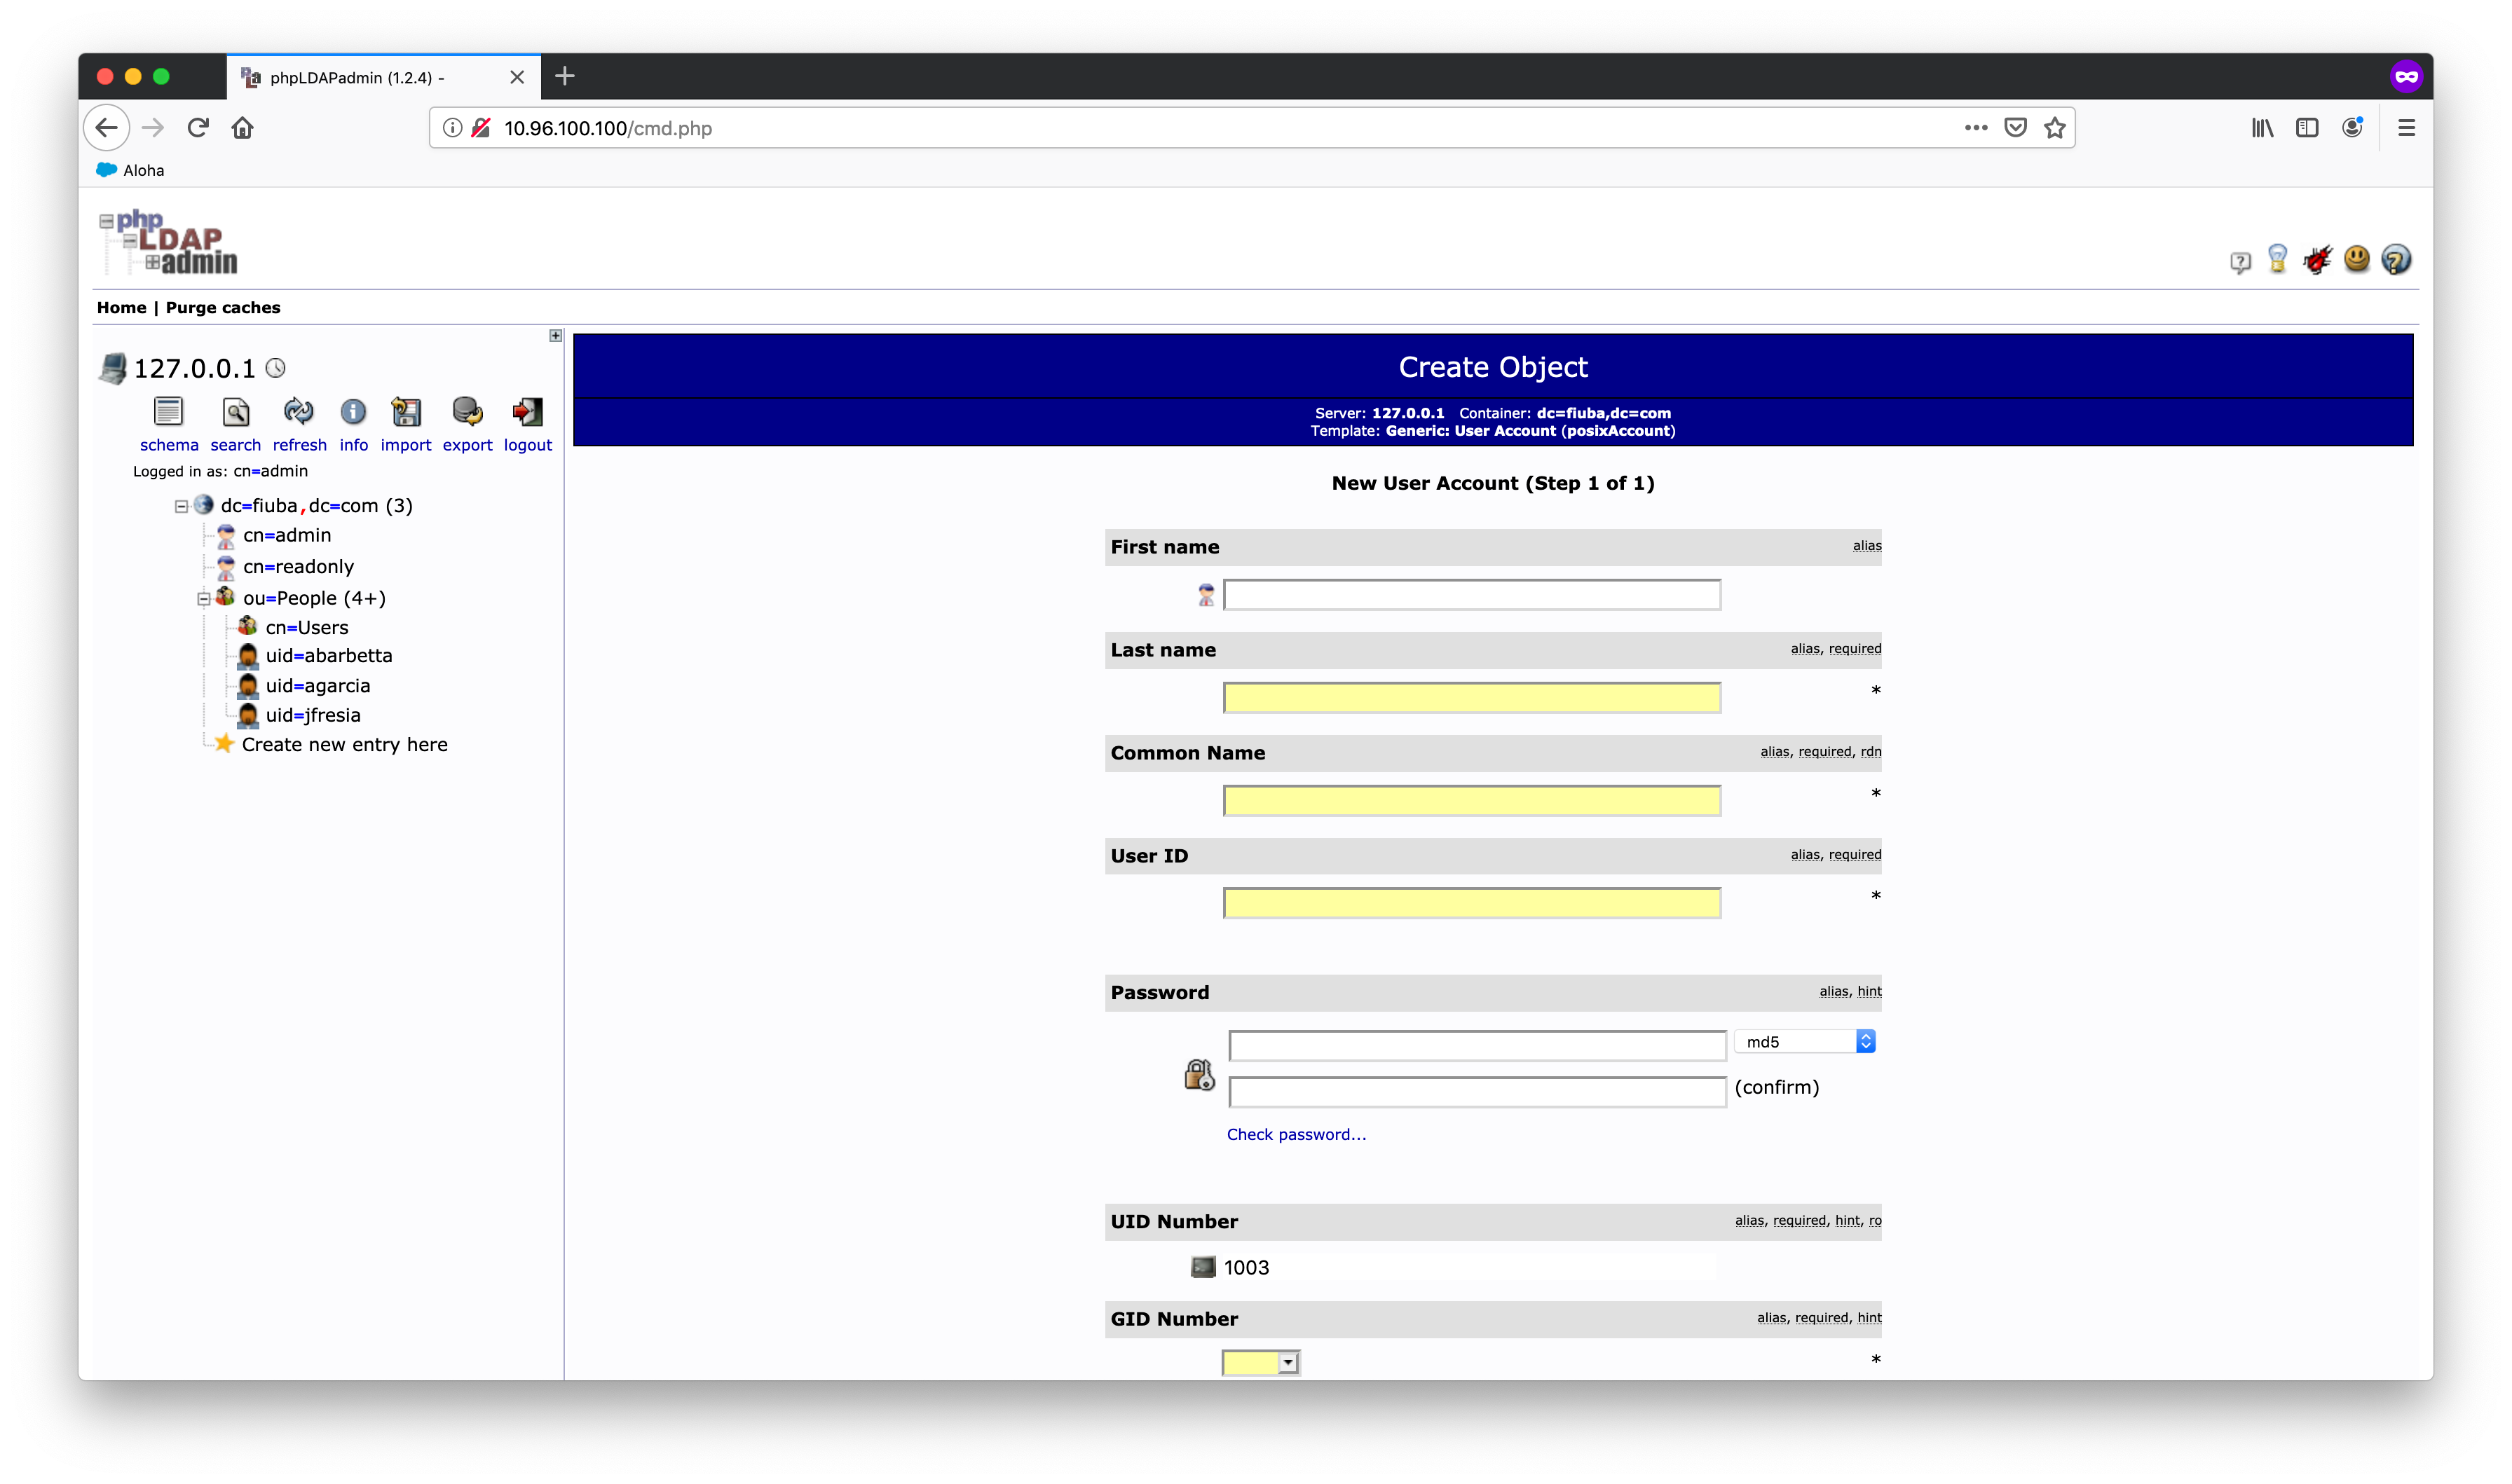 phpLDAPadmin (1.2.4) -
10.96.100.100/cmd.php
Aloha
php
LDAP
admin
Home | Purge caches
127.0.0.1
schema search refresh info import export logout
Logged in as: cn=admin
dc=fiuba,dc=com (3)
cn=admin
cn=readonly
ou=People (4+)
cn=Users
uid=abarbetta
uid=agarcia
uid=jfresia
Create new entry here
Create Object
Server: 127.0.0.1 Container: dc=fiuba,dc=com
Template: Generic: User Account (posixAccount)
New User Account (Step 1 of 1)
First name alias
Last name alias, required
*
Common Name alias, required, rdn
*
User ID alias, required
*
Password alias, hint
md5
(confirm)
Check password...
UID Number alias, required, hint, ro
1003
GID Number alias, required, hint
*